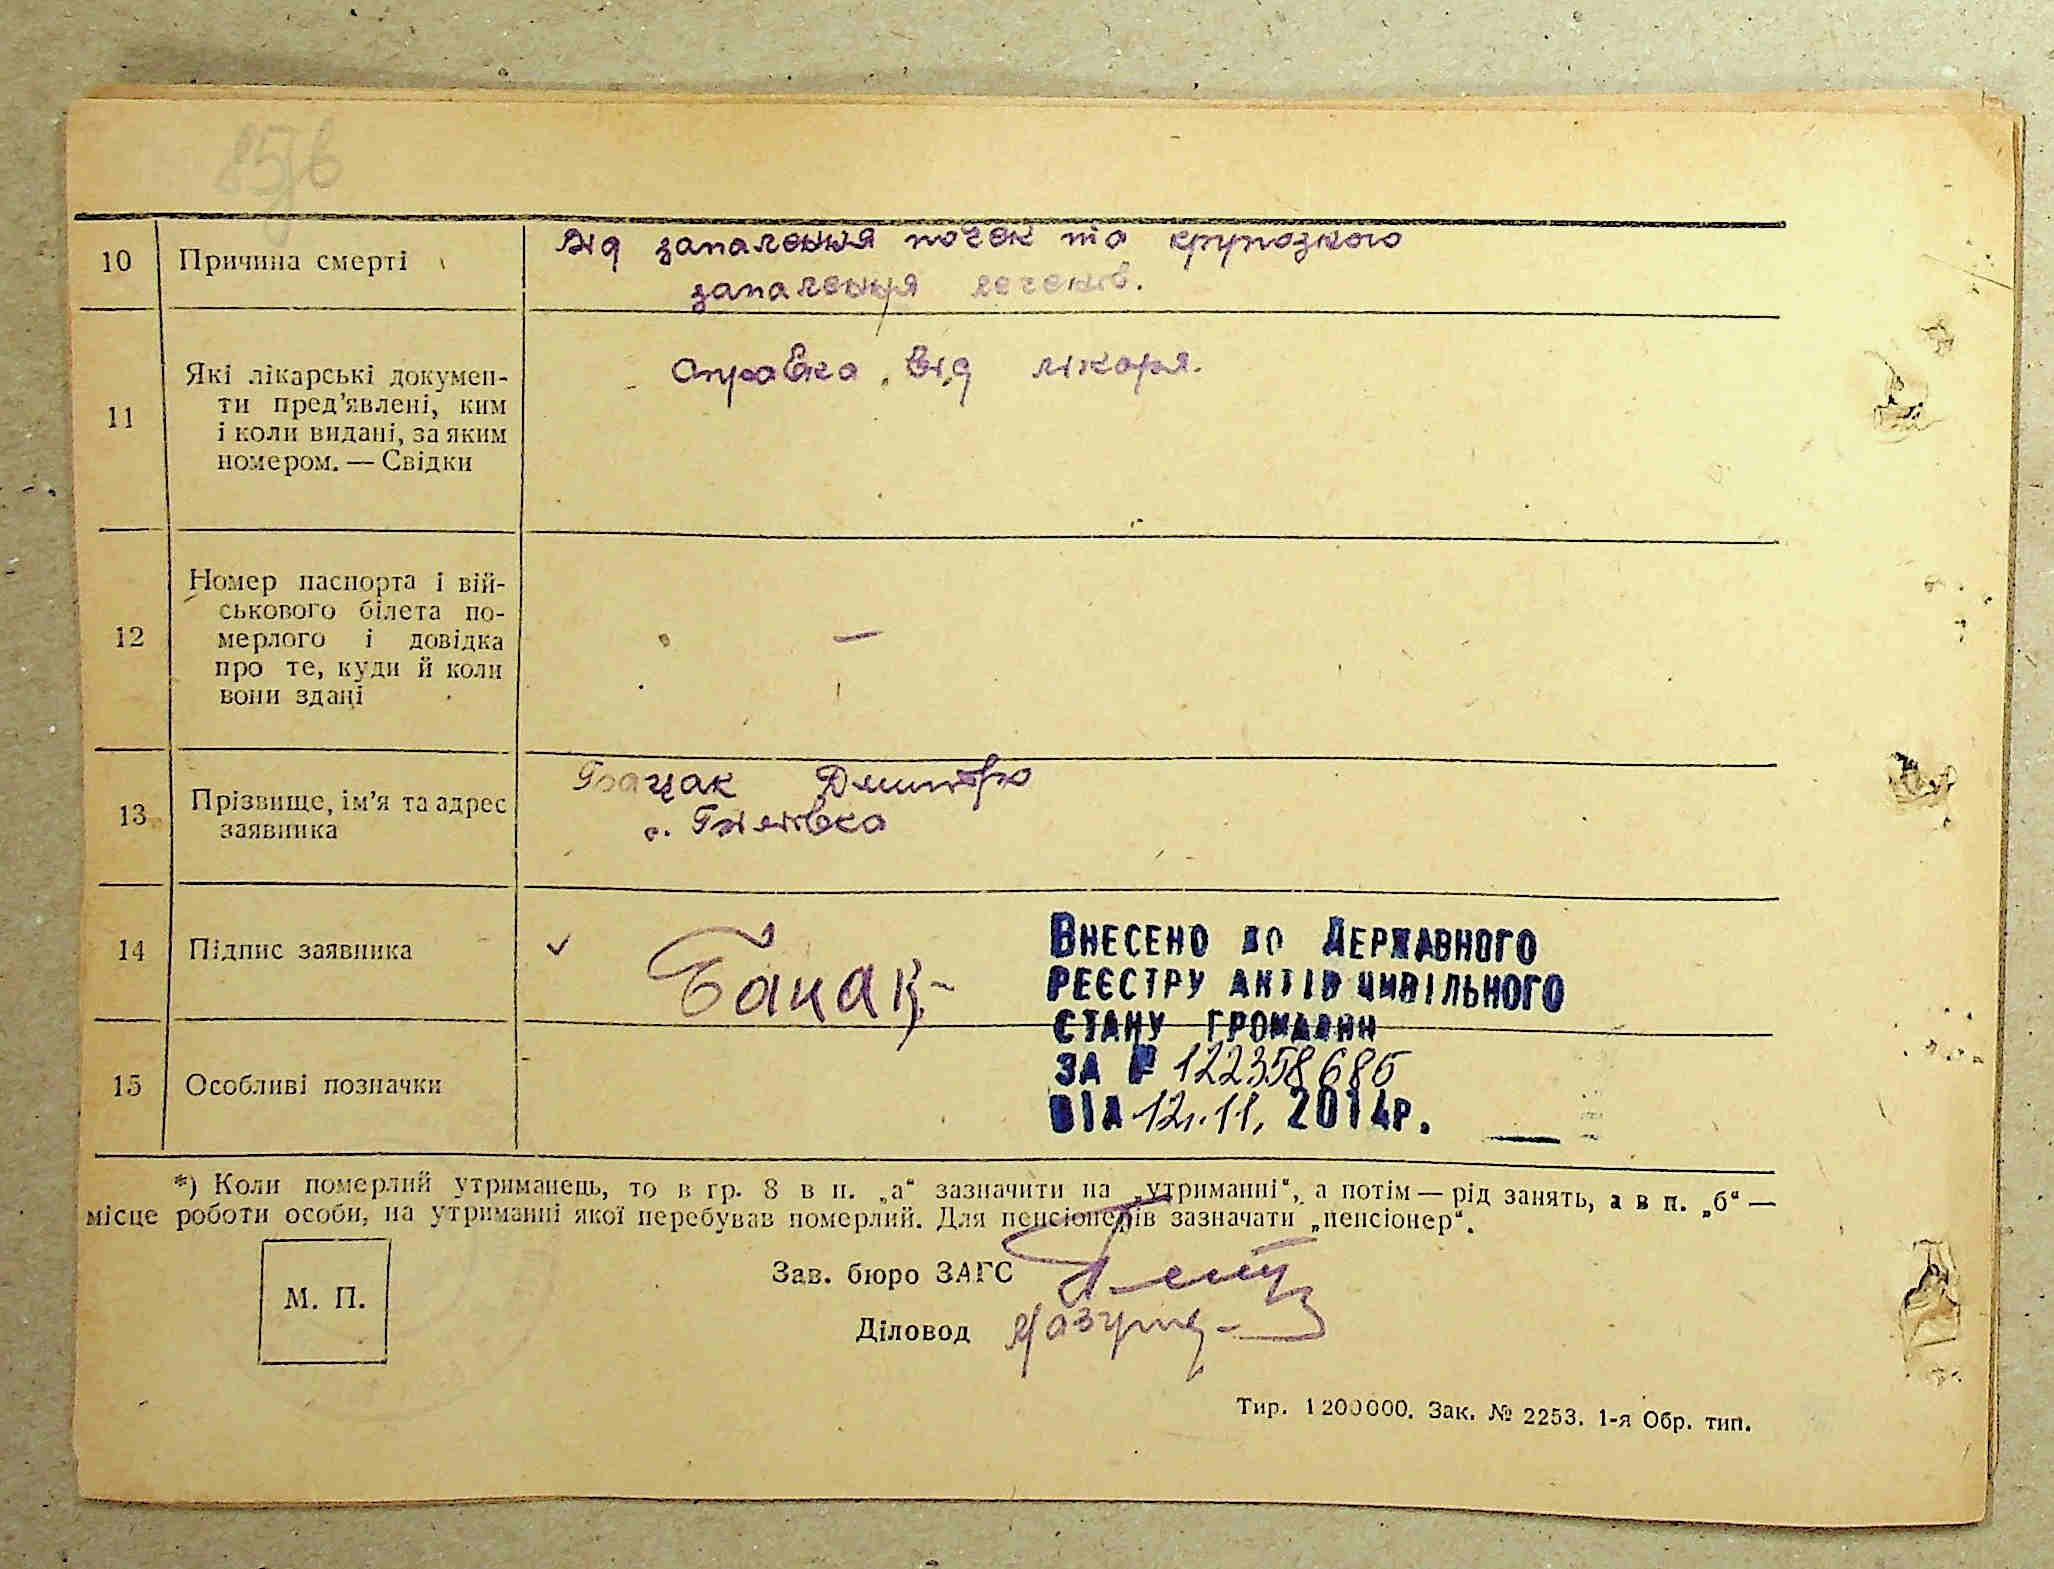 10 Причина смерті Від запалення почек та крупозного
запалення легенів.
11 Які лікарські докумен-
ти пред'явлені, ким
і коли видані, за яким
номером. — Свідки
Справка від лікаря.
12 Номер паспорта і вій-
ськового білета по-
мерлого і довідка
про те, куди й коли
вони здані
—
13 Прізвище, ім'я та адрес
заявника
Бацак Дмитро
с.
14 Підпис заявника Бацак
15 Особливі позначки
Внесено до Державного
реєстру актів цивільного
стану громадян
за № 122358685
від 12.11. 2014р.
*) Коли померлий утриманець, то в гр. 8 в п. „а“ зазначити на „утриманні“, а потім — рід занять, а в п. „б“ —
місце роботи особи, на утриманні якої перебував померлий. Для пенсіонерів зазначати „пенсіонер“.
М. П.
Зав. бюро ЗАГС
Діловод
Тир. 1200000. Зак. № 2253. 1-я Обр. тип.